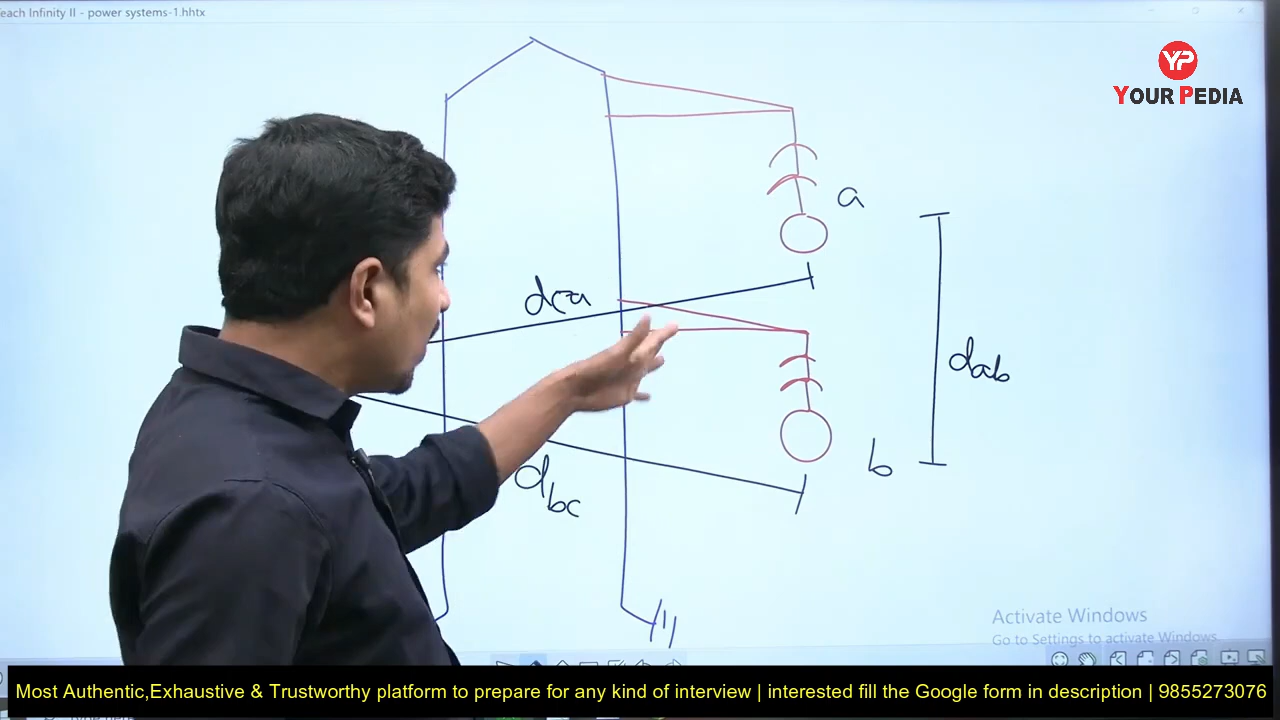 each Infinity II - power systems-1.hhtx
YP
YOUR PEDIA
a
dca
dab
b
dbc
Activate Windows
Go to Settings to activate Windows.
Most Authentic,Exhaustive & Trustworthy platform to prepare for any kind of interview | interested fill the Google form in description | 9855273076